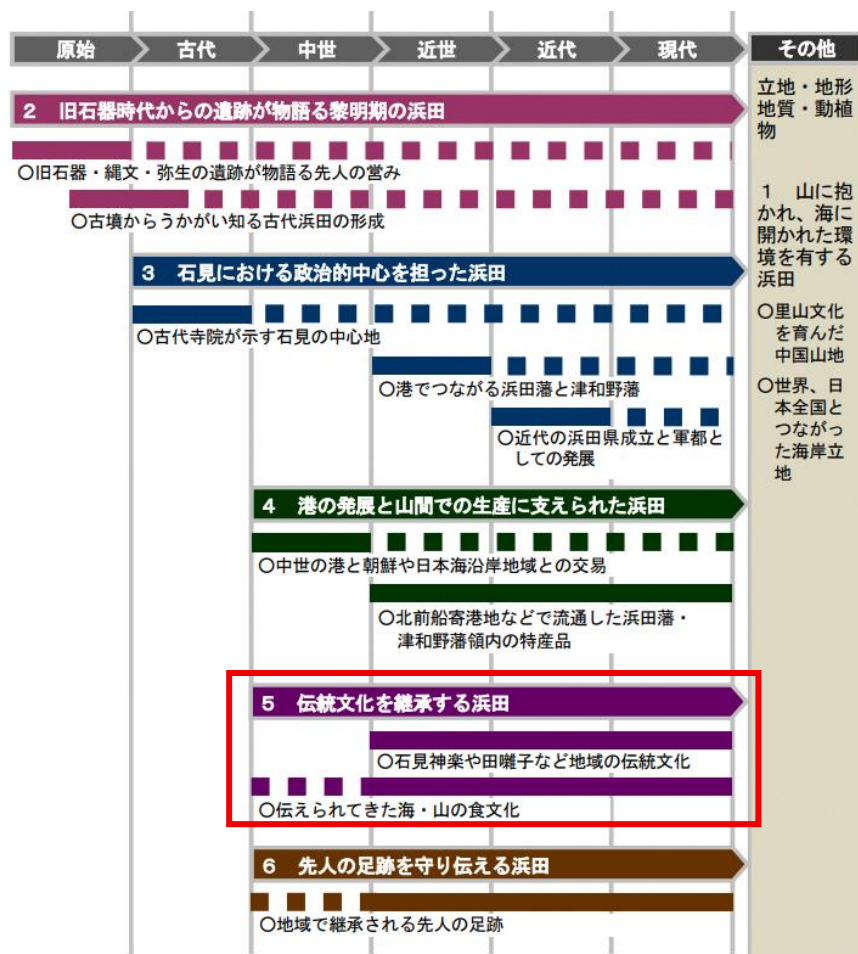 原始
古代
中世
近世
近代
現代
その他
2 旧石器時代からの遺跡が物語る黎明期の浜田
〇旧石器・縄文・弥生の遺跡が物語る先人の営み
〇古墳からうかがい知る古代浜田の形成
3 石見における政治的中心を担った浜田
〇古代寺院が示す石見の中心地
〇港でつながる浜田藩と津和野藩
〇近代の浜田県成立と軍都と
しての発展
4 港の発展と山間での生産に支えられた浜田
〇中世の港と朝鮮や日本海沿岸地域との交易
〇北前船寄港地などで流通した浜田藩・
津和野藩領内の特産品
5 伝統文化を継承する浜田
〇石見神楽や田囃子など地域の伝統文化
〇伝えられてきた海・山の食文化
6 先人の足跡を守り伝える浜田
〇地域で継承される先人の足跡
立地・地形
地質・動植
物
1 山に抱
かれ、海に
開かれた環
境を有する
浜田
〇里山文化
を育んだ
中国山地
〇世界、日
本全国と
つながっ
た海岸立
地